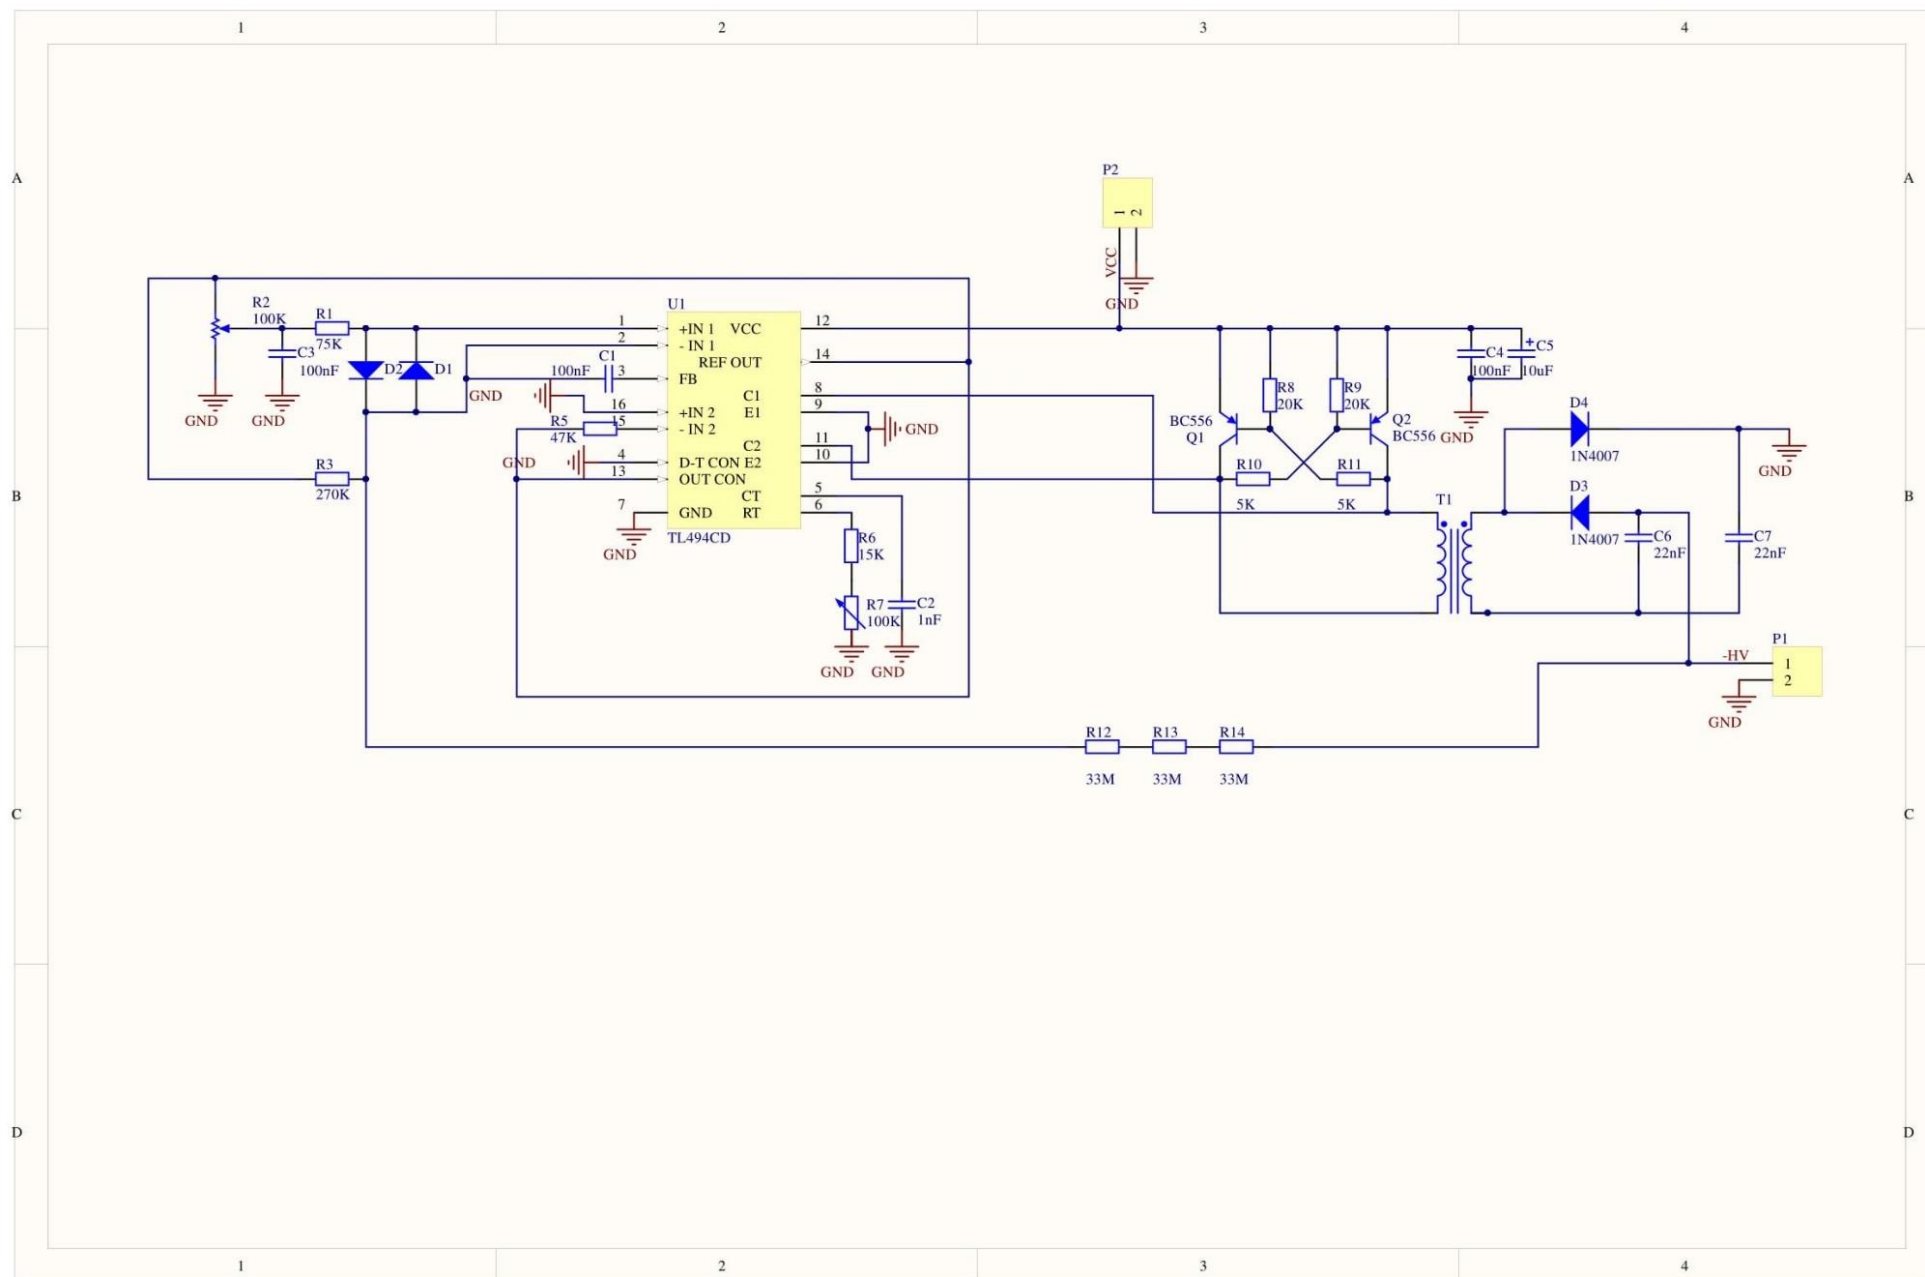 1 2 3 4
A A
P2
1 2
VCC
GND
R2
100K
R1
75K
C3
100nF
GND
GND
D2
D1
R3
270K
U1
1 +IN 1 VCC 12
2 - IN 1
REF OUT 14
C1
100nF
3 FB
C1 8
GND
16 +IN 2 E1 9
R5
47K
15 - IN 2
GND
C2 11
GND
4 D-T CON E2 10
13 OUT CON
CT 5
7 GND RT 6
GND
TL494CD
R6
15K
R7
100K
C2
1nF
GND
GND
BC556
Q1
R8
20K
R9
20K
Q2
BC556
R10
5K
R11
5K
C4
100nF
C5
+
10uF
GND
D4
1N4007
GND
D3
1N4007
T1
C6
22nF
C7
22nF
B B
P1
-HV
1
2
GND
R12 R13 R14
33M 33M 33M
C C
D D
1 2 3 4